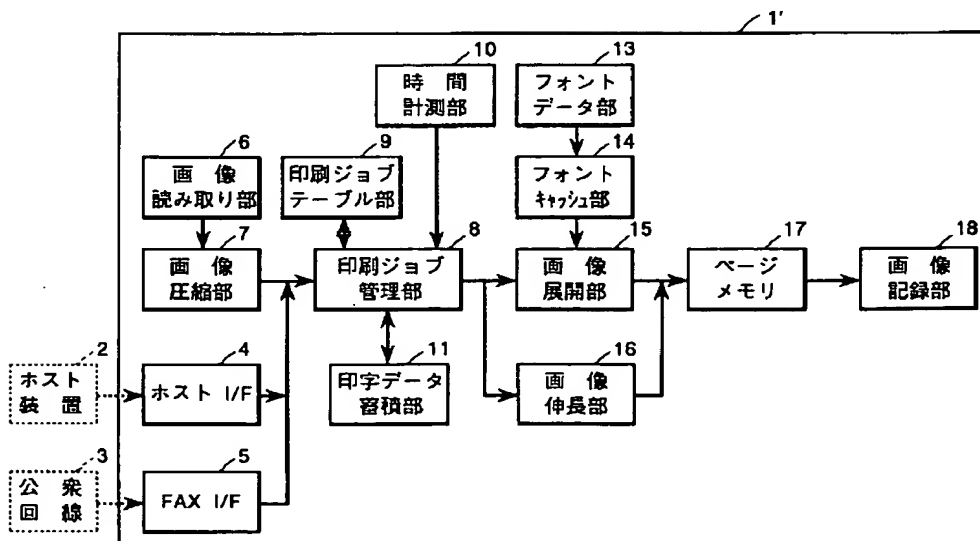 1'
10
時間
計測部
13
フォント
データ部
6
画像
読み取り部
9
印刷ジョブ
テーブル部
14
フォント
キャッシュ部
7
画像
圧縮部
8
印刷ジョブ
管理部
15
画像
展開部
17
ページ
メモリ
18
画像
記録部
2
ホスト
装置
4
ホスト I/F
11
印字データ
蓄積部
16
画像
伸長部
3
公衆
回線
5
FAX I/F